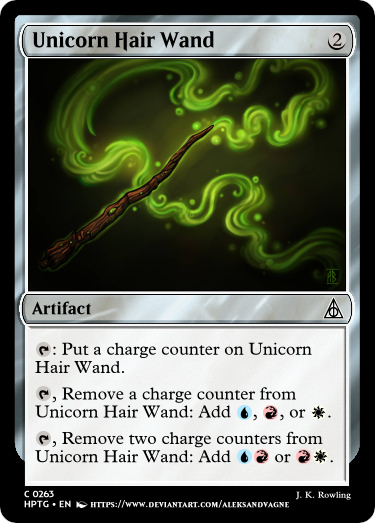 Unicorn Hair Wand 2
Artifact
: Put a charge counter on Unicorn
Hair Wand.
, Remove a charge counter from
Unicorn Hair Wand: Add , , or .
, Remove two charge counters from
Unicorn Hair Wand: Add or .
C 0263 J. K. Rowling
HPTG • EN HTTPS://WWW.DEVIANTART.COM/ALEKSANDVAGNE